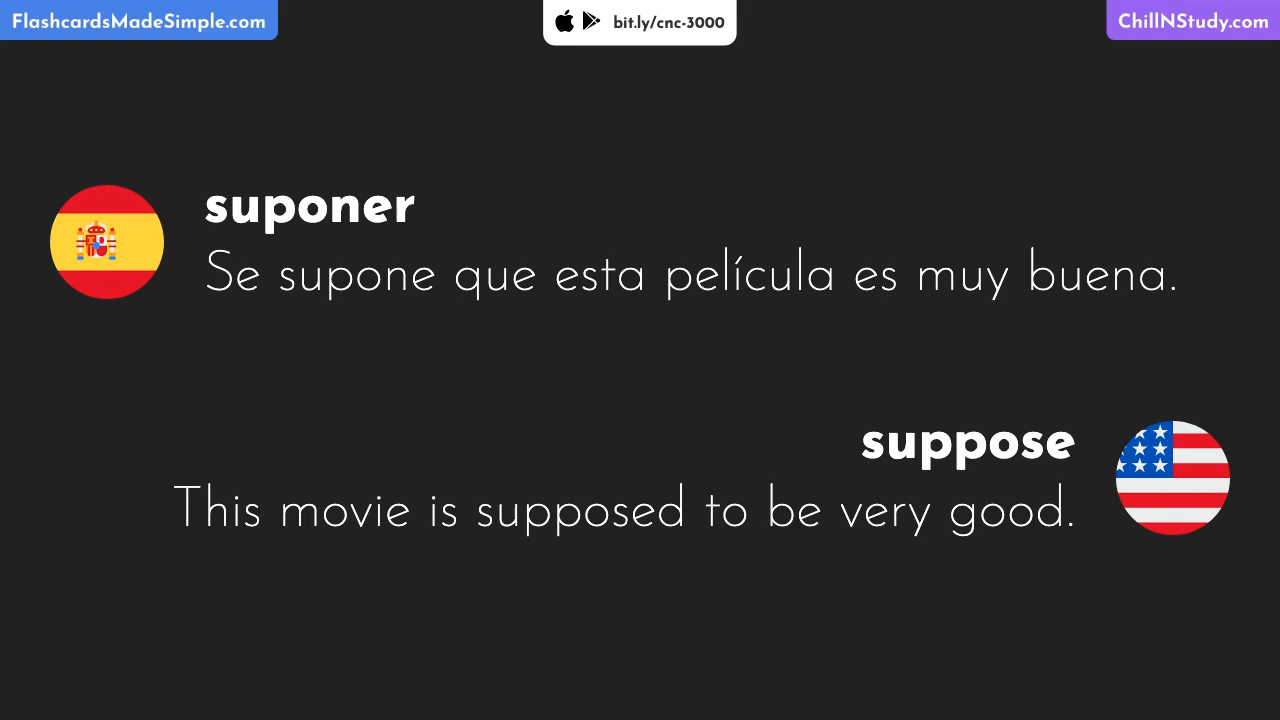 FlashcardsMadeSimple.com
bit.ly/cnc-3000
ChillNStudy.com
suponer
Se supone que esta película es muy buena.
suppose
This movie is supposed to be very good.